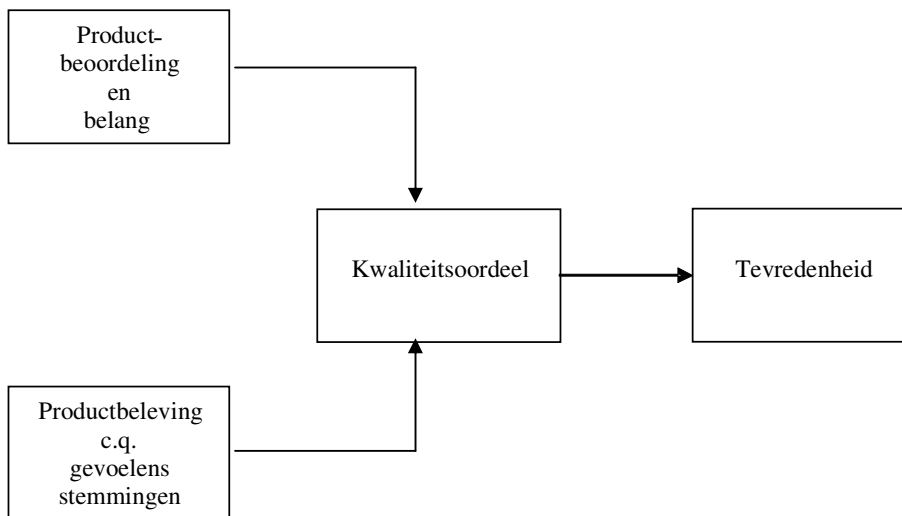 Product-
beoordeling
en
belang
Kwaliteitsoordeel
Tevredenheid
Productbeleving
c.q.
gevoelens
stemmingen